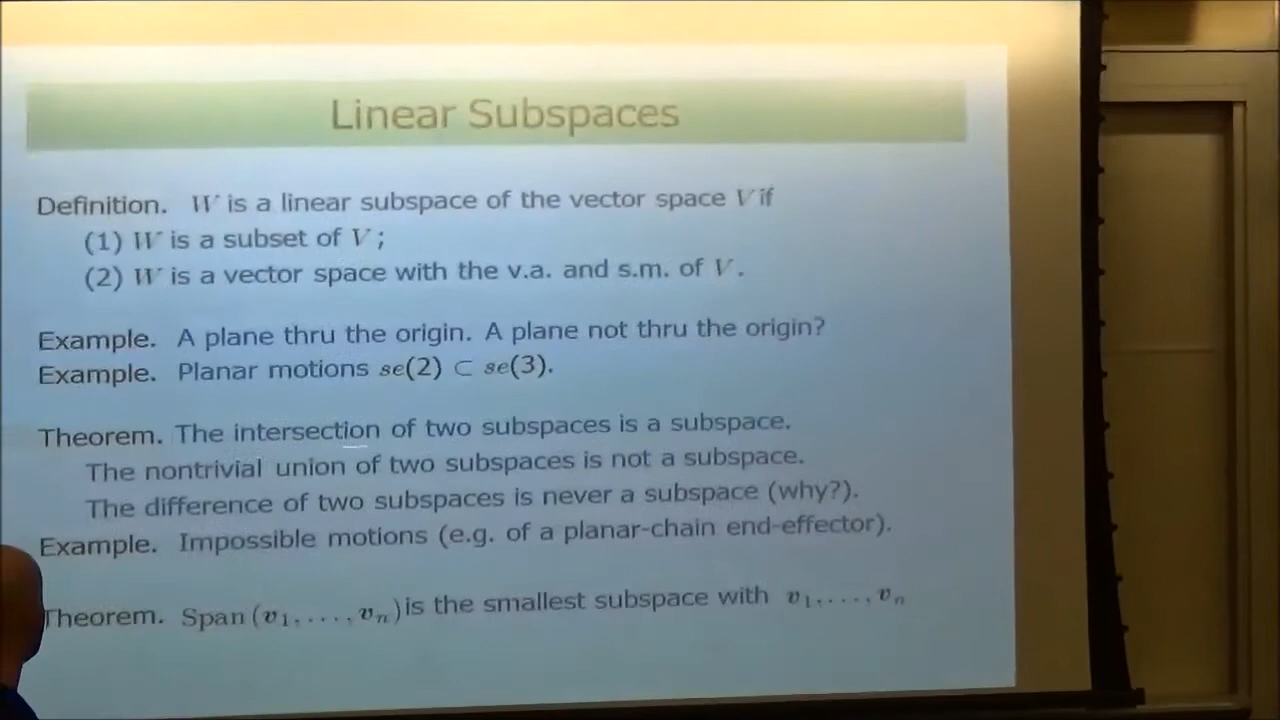 Linear Subspaces
Definition. W is a linear subspace of the vector space V if
(1) W is a subset of V ;
(2) W is a vector space with the v.a. and s.m. of V .
Example. A plane thru the origin. A plane not thru the origin?
Example. Planar motions se(2) ⊂ se(3).
Theorem. The intersection of two subspaces is a subspace.
The nontrivial union of two subspaces is not a subspace.
The difference of two subspaces is never a subspace (why?).
Example. Impossible motions (e.g. of a planar-chain end-effector).
Theorem. Span (v₁, . . . , vₙ) is the smallest subspace with v₁, . . . , vₙ